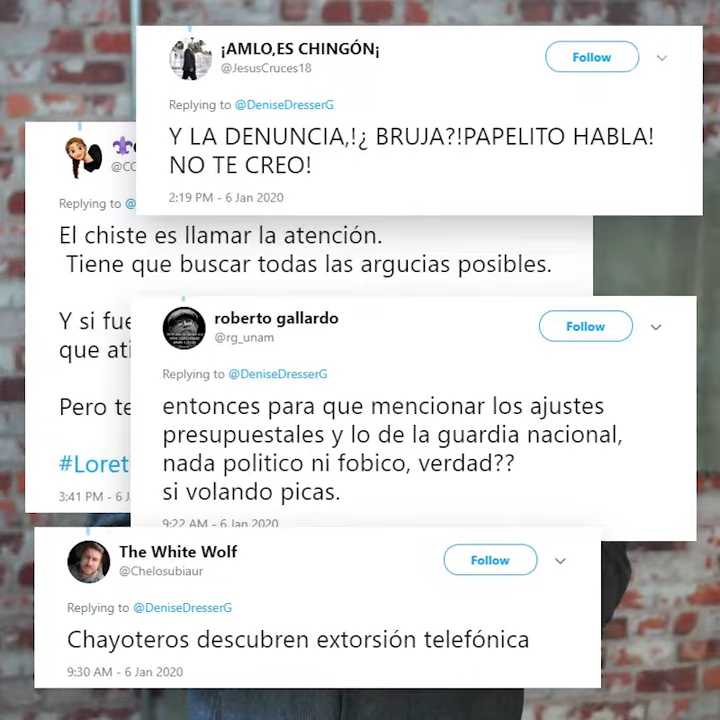 ¡AMLO,ES CHINGÓN¡
@JesusCruces18
Follow
Replying to @DeniseDresserG
Y LA DENUNCIA,!¿ BRUJA?!PAPELITO HABLA!
NO TE CREO!
2:19 PM - 6 Jan 2020
Replying to @
El chiste es llamar la atención.
Tiene que buscar todas las argucias posibles.
Y si fue
que ati
Pero te
#Loret
3:41 PM - 6 J
roberto gallardo
@rg_unam
Follow
Replying to @DeniseDresserG
entonces para que mencionar los ajustes
presupuestales y lo de la guardia nacional,
nada politico ni fobico, verdad??
si volando picas.
9:22 AM - 6 Jan 2020
The White Wolf
@Chelosubiaur
Follow
Replying to @DeniseDresserG
Chayoteros descubren extorsión telefónica
9:30 AM - 6 Jan 2020